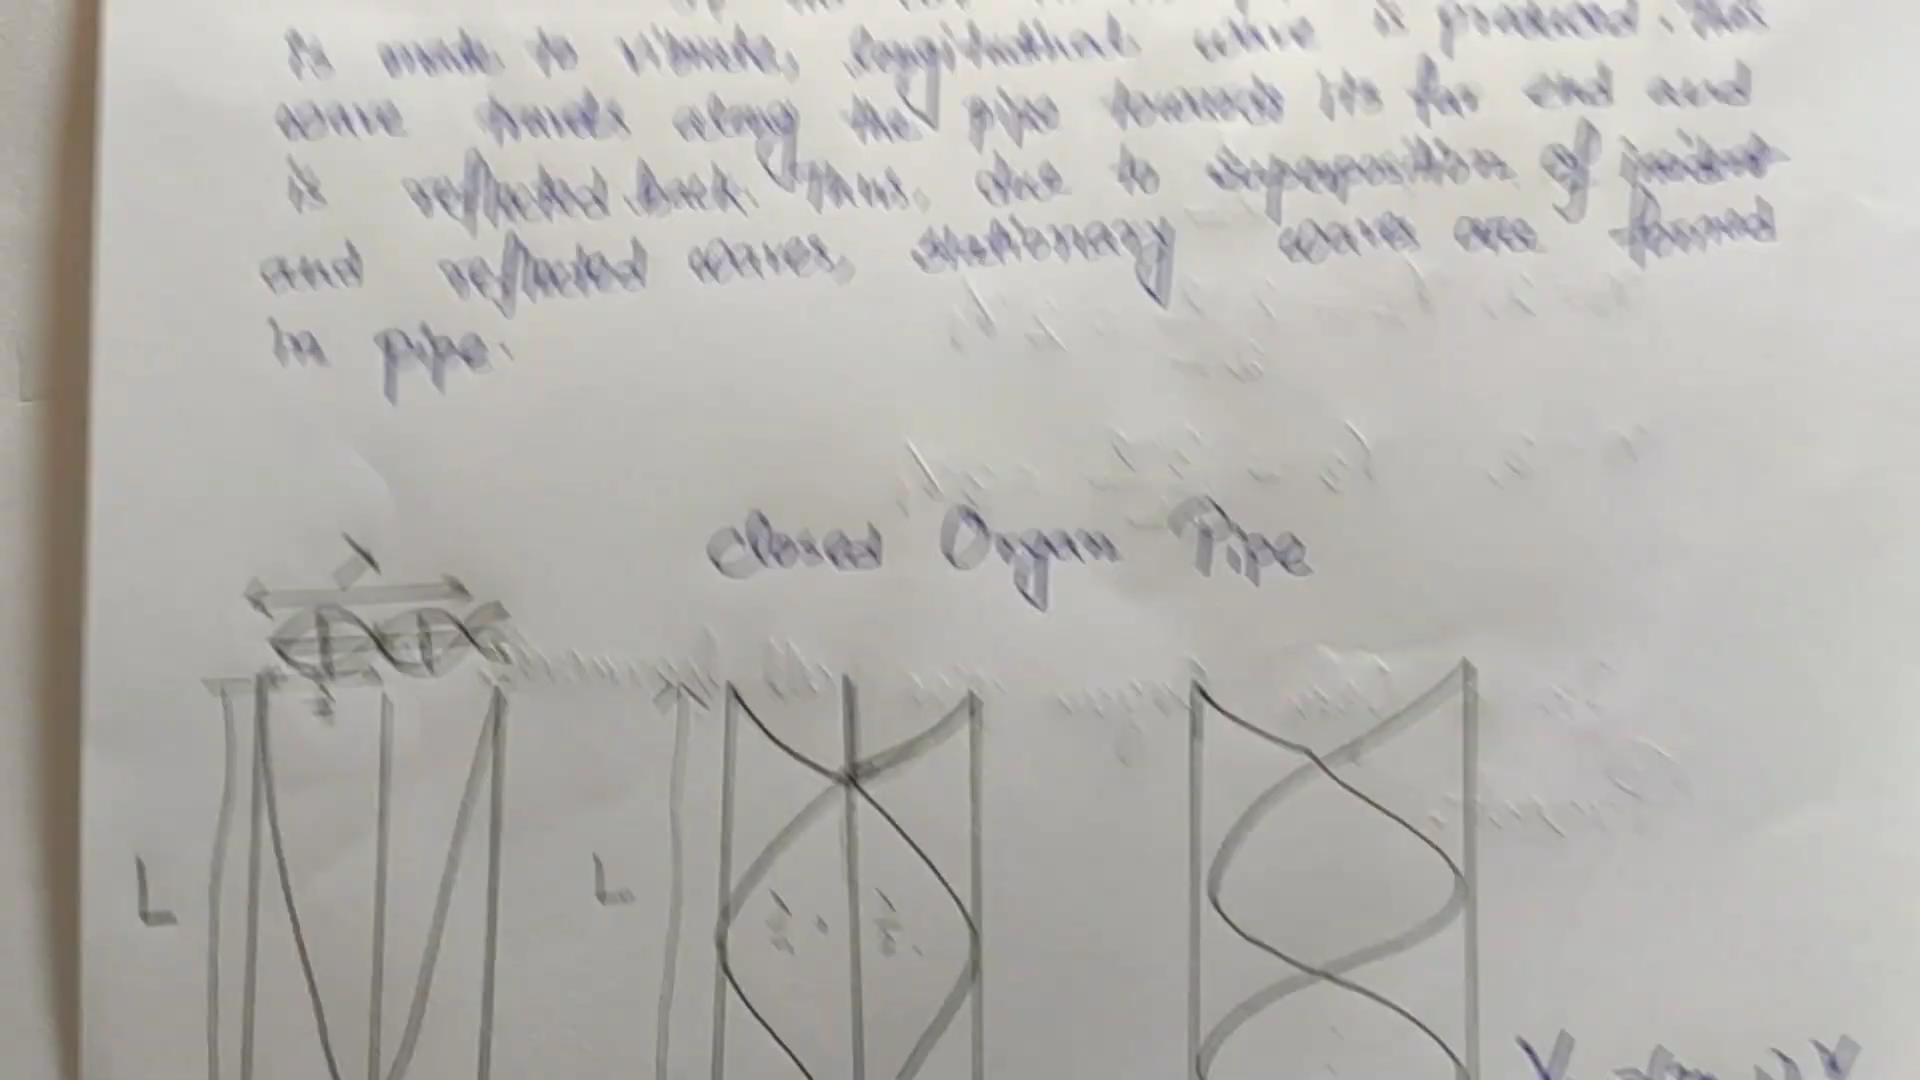 is made to vibrate, longitudinal wave is produced. This
wave travels along the pipe towards its far end and
is reflected back. Thus, due to superposition of incident
and reflected waves, stationary waves are formed
in pipe.
Closed Organ Pipe
λ
L
L